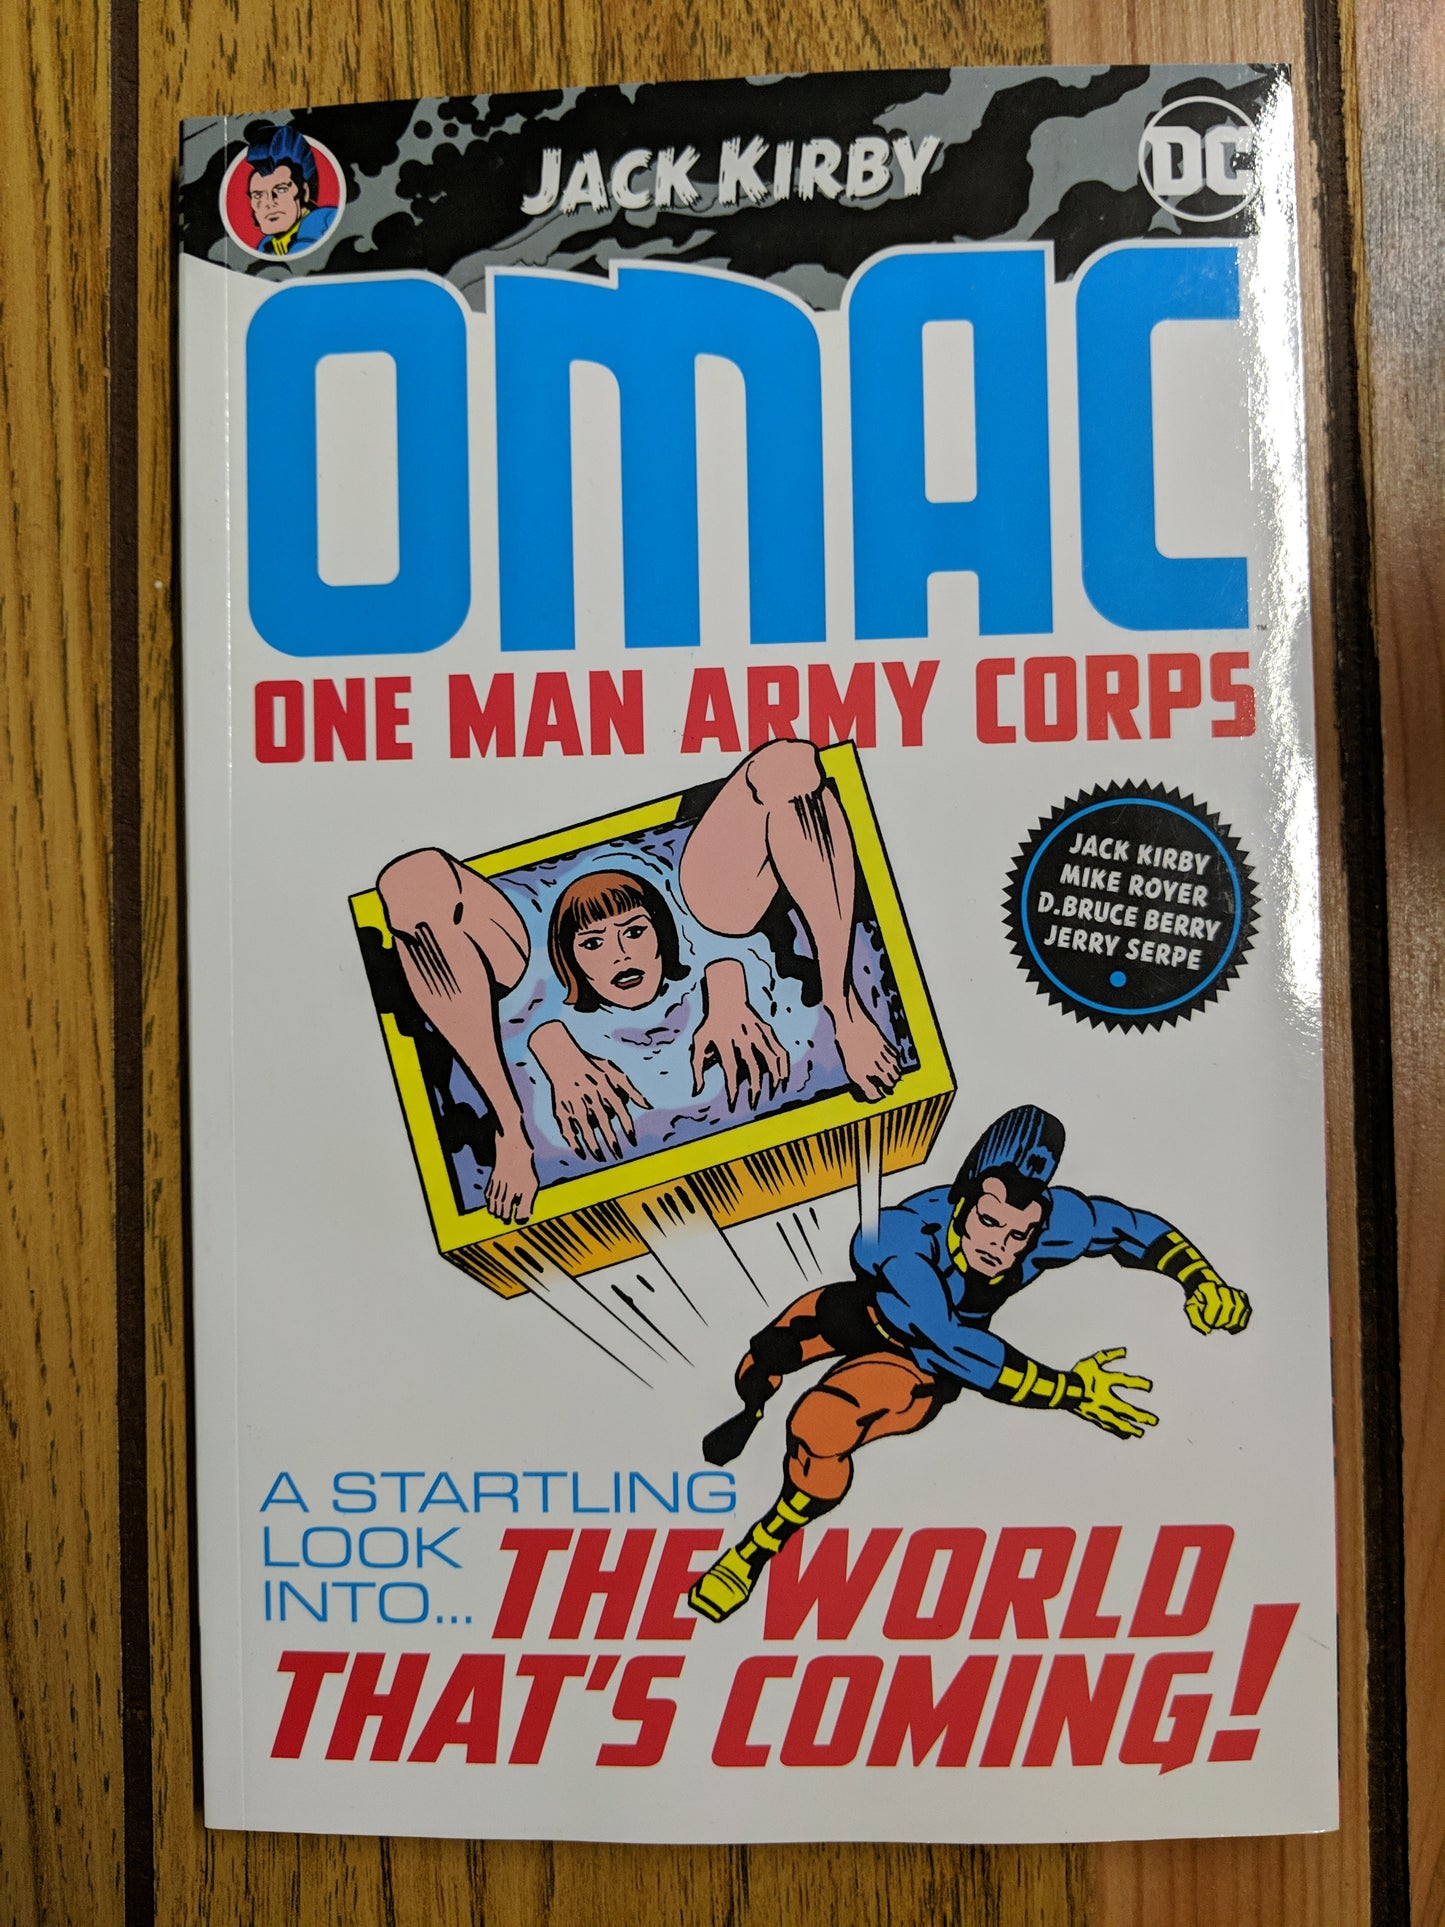 JACK KIRBY
DC
OMAC
™
ONE MAN ARMY CORPS
JACK KIRBY
MIKE ROYER
D.BRUCE BERRY
JERRY SERPE
A STARTLING
LOOK
INTO...
THE WORLD
THAT'S COMING!